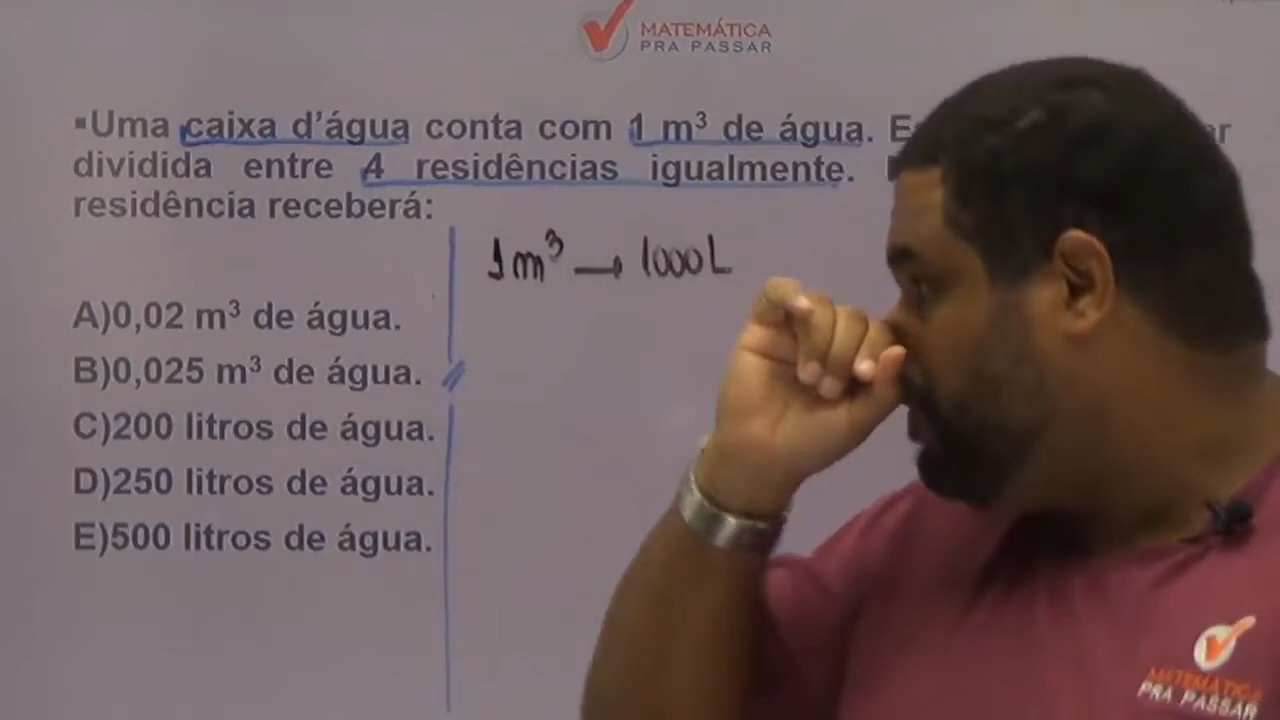 MATEMÁTICA
PRA PASSAR
▪Uma caixa d'água conta com 1 m³ de água.
dividida entre 4 residências igualmente.
residência receberá:
1m³ → 1000L
A)0,02 m³ de água.
B)0,025 m³ de água.
C)200 litros de água.
D)250 litros de água.
E)500 litros de água.
MATEMÁTICA
PRA PASSAR